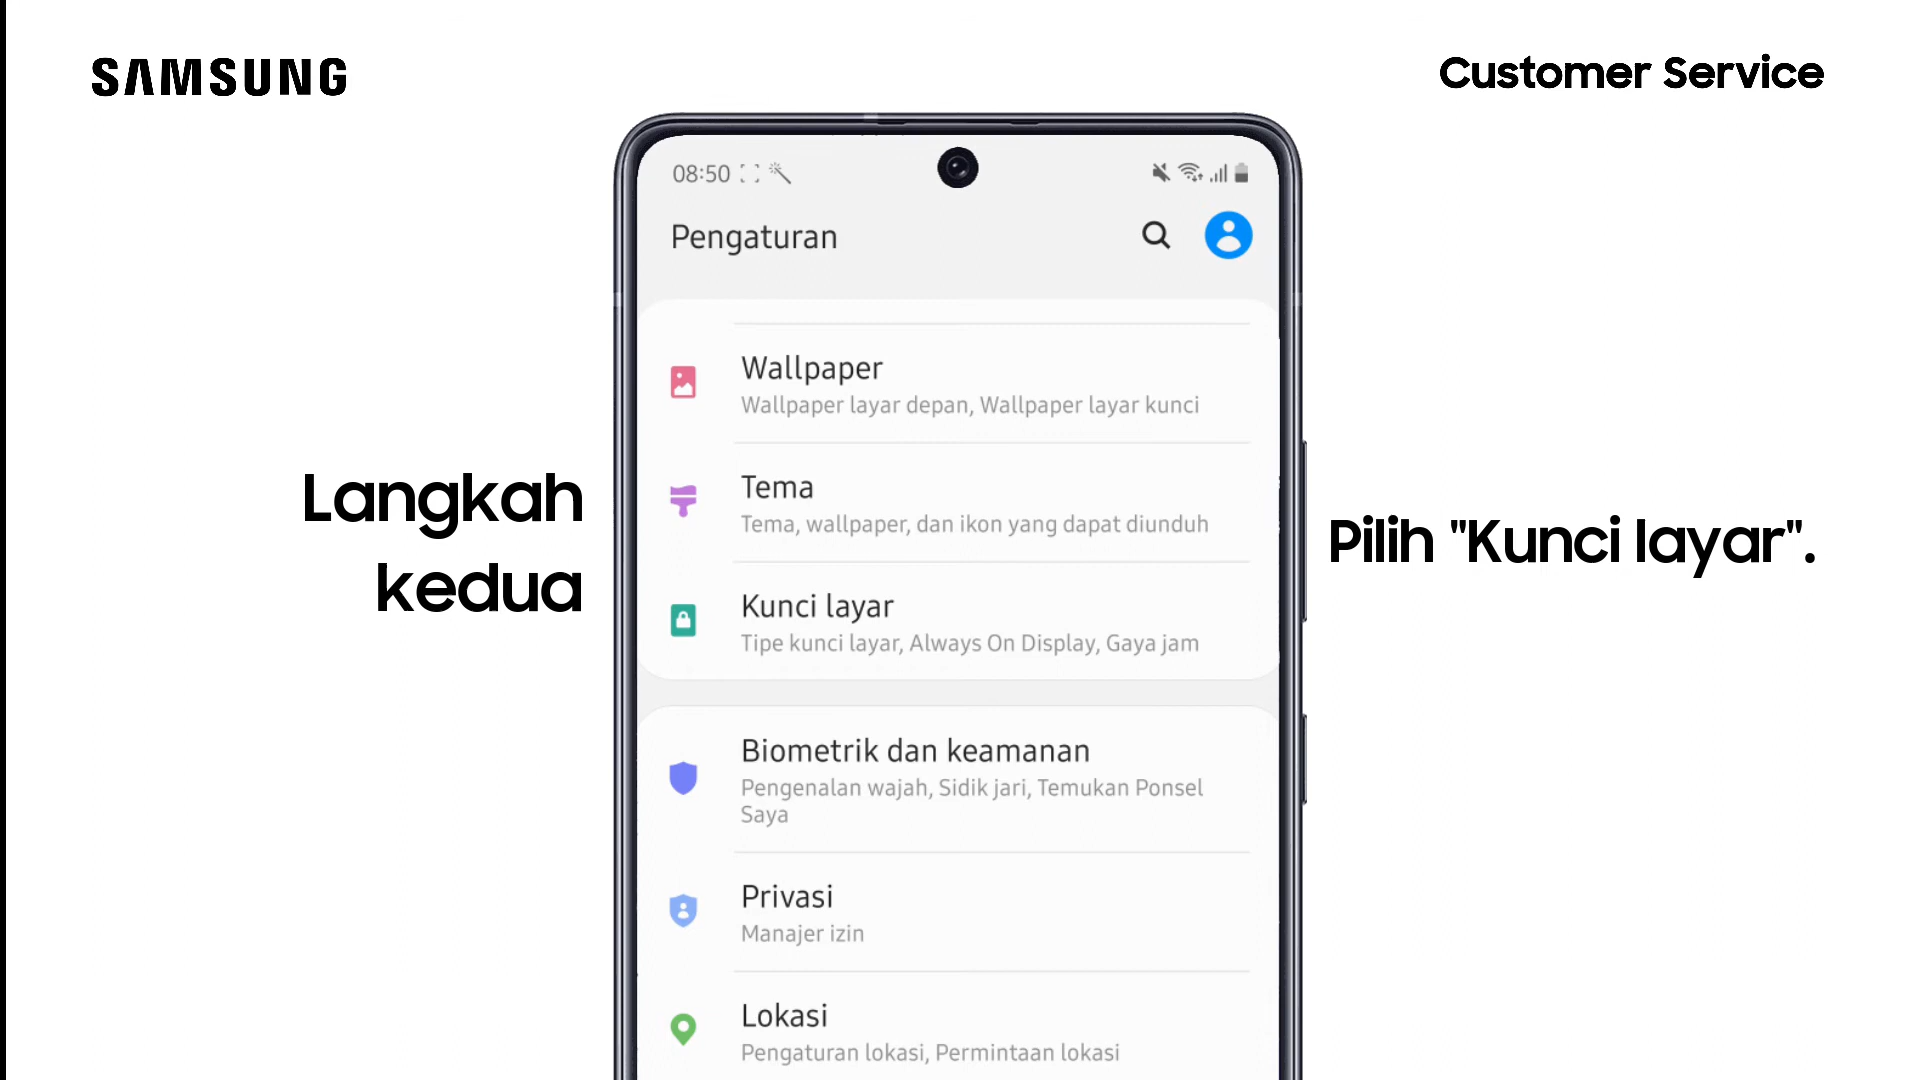 SAMSUNG
Customer Service
08:50
Pengaturan
Wallpaper
Wallpaper layar depan, Wallpaper layar kunci
Tema
Tema, wallpaper, dan ikon yang dapat diunduh
Kunci layar
Tipe kunci layar, Always On Display, Gaya jam
Biometrik dan keamanan
Pengenalan wajah, Sidik jari, Temukan Ponsel
Saya
Privasi
Manajer izin
Lokasi
Pengaturan lokasi, Permintaan lokasi
Langkah
kedua
Pilih "Kunci layar".